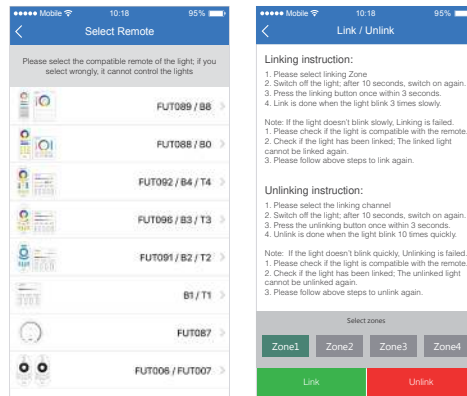 Mobile 10:18 95%
Select Remote
Please select the compatible remote of the light; if you
select wrongly, it cannot control the lights
FUT089 / B8
FUT088 / 80
FUT092 / B4 / T4
FUT096 / B3 / T3
FUT091 / B2 / T2
B1 / T1
FUT087
FUT006 / FUT007
Mobile 10:18 95%
Link / Unlink
Linking instruction:
1. Please select linking Zone
2. Switch off the light; after 10 seconds, switch on again.
3. Press the linking button once within 3 seconds.
4. Link is done when the light blink 3 times slowly.
Note: If the light doesn't blink slowly, Linking is failed.
1. Please check if the light is compatible with the remote.
2. Check if the light has been linked; The linked light
cannot be linked again.
3. Please follow above steps to link again.
Unlinking instruction:
1. Please select the linking channel
2. Switch off the light; after 10 seconds, switch on again.
3. Press the unlinking button once within 3 seconds.
4. Unlink is done when the light blink 10 times quickly.
Note: If the light doesn't blink quickly, Unlinking is failed.
1. Please check if the light is compatible with the remote.
2. Check if the light has been linked; The unlinked light
cannot be unlinked again.
3. Please follow above steps to unlink again.
Select zones
Zone1 Zone2 Zone3 Zone4
Link Unlink